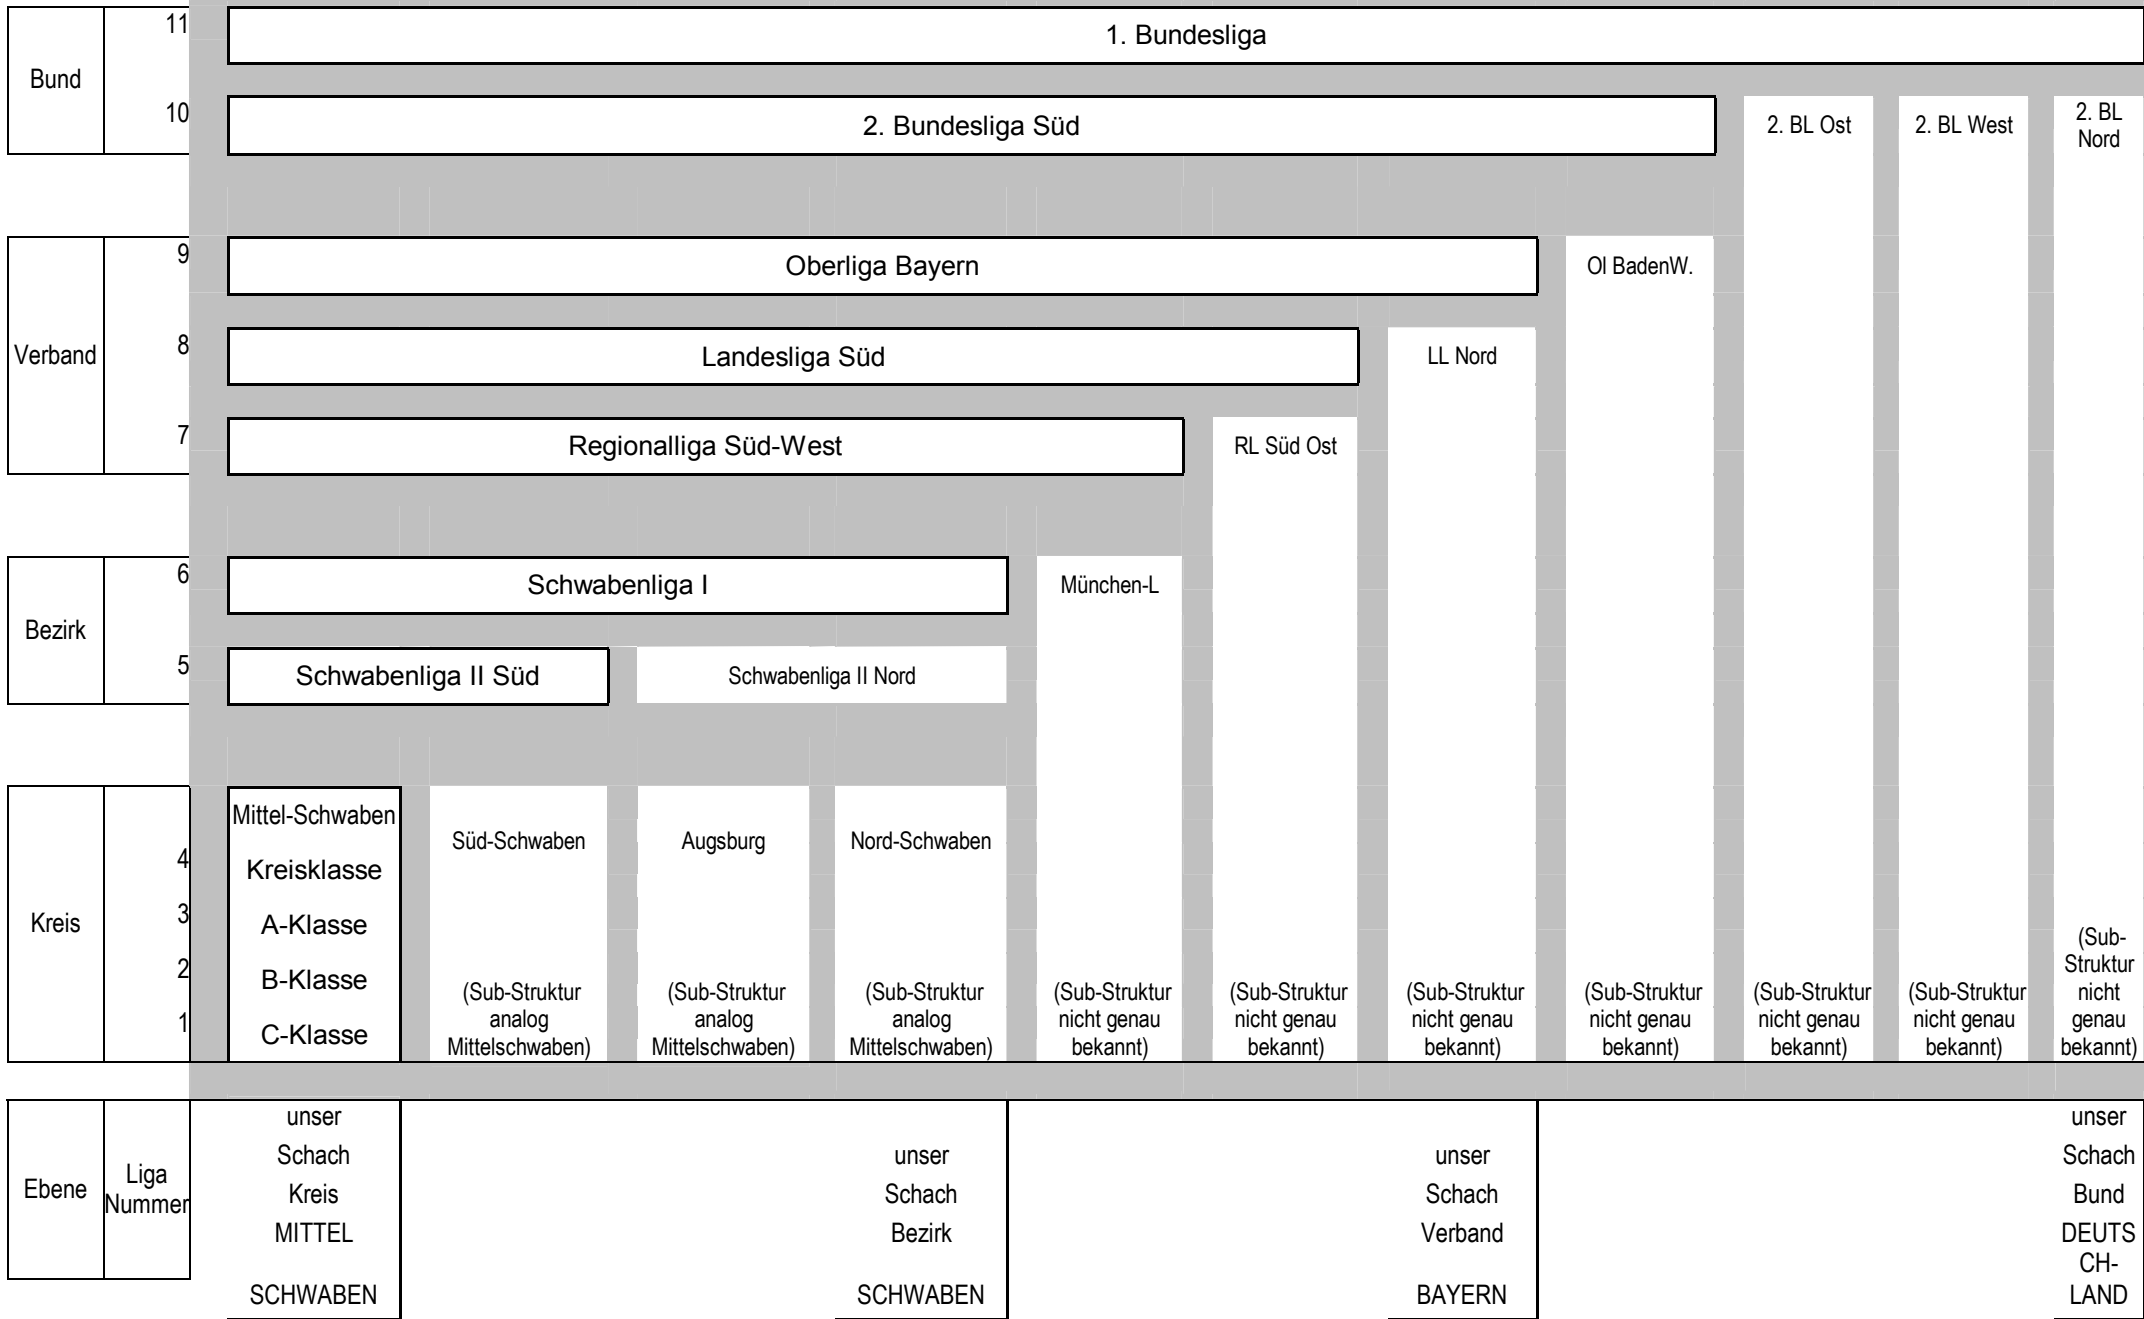 11
1. Bundesliga
Bund
10
2. Bundesliga Süd
2. BL Ost
2. BL West
2. BL
Nord
9
Oberliga Bayern
Ol BadenW.
Verband
8
Landesliga Süd
LL Nord
7
Regionalliga Süd-West
RL Süd Ost
6
Schwabenliga I
München-L
Bezirk
5
Schwabenliga II Süd
Schwabenliga II Nord
Kreis
4
3
2
1
Mittel-Schwaben
Kreisklasse
A-Klasse
B-Klasse
C-Klasse
Süd-Schwaben
(Sub-Struktur
analog
Mittelschwaben)
Augsburg
(Sub-Struktur
analog
Mittelschwaben)
Nord-Schwaben
(Sub-Struktur
analog
Mittelschwaben)
(Sub-Struktur
nicht genau
bekannt)
(Sub-Struktur
nicht genau
bekannt)
(Sub-Struktur
nicht genau
bekannt)
(Sub-Struktur
nicht genau
bekannt)
(Sub-Struktur
nicht genau
bekannt)
(Sub-Struktur
nicht genau
bekannt)
(Sub-
Struktur
nicht
genau
bekannt)
Ebene
Liga
Nummer
unser
Schach
Kreis
MITTEL
SCHWABEN
unser
Schach
Bezirk
SCHWABEN
unser
Schach
Verband
BAYERN
unser
Schach
Bund
DEUTS
CH-
LAND